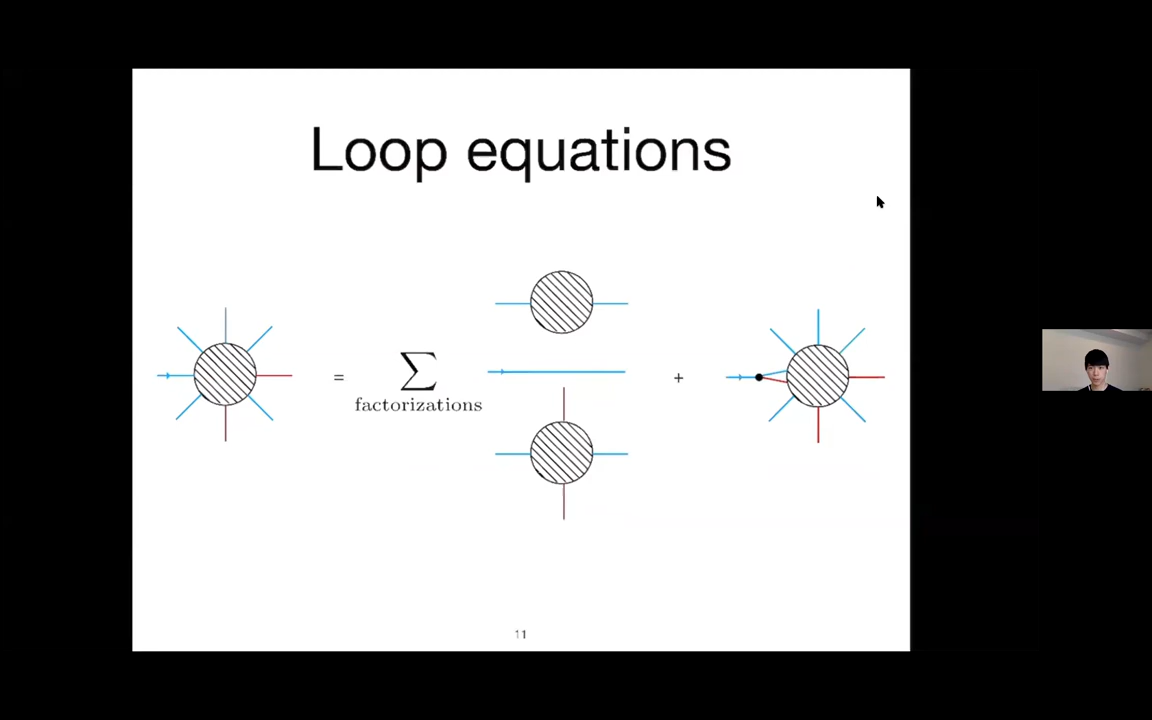 Loop equations
= ∑ +
factorizations
11